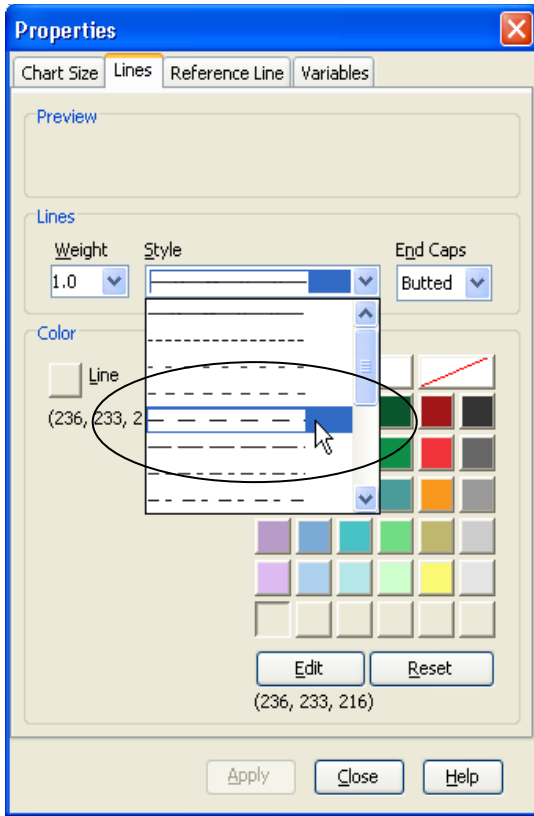 Properties
Chart Size Lines Reference Line Variables
Preview
Lines
Weight Style End Caps
1.0 Butted
Color
Line
(236, 233, 2
Edit Reset
(236, 233, 216)
Apply Close Help